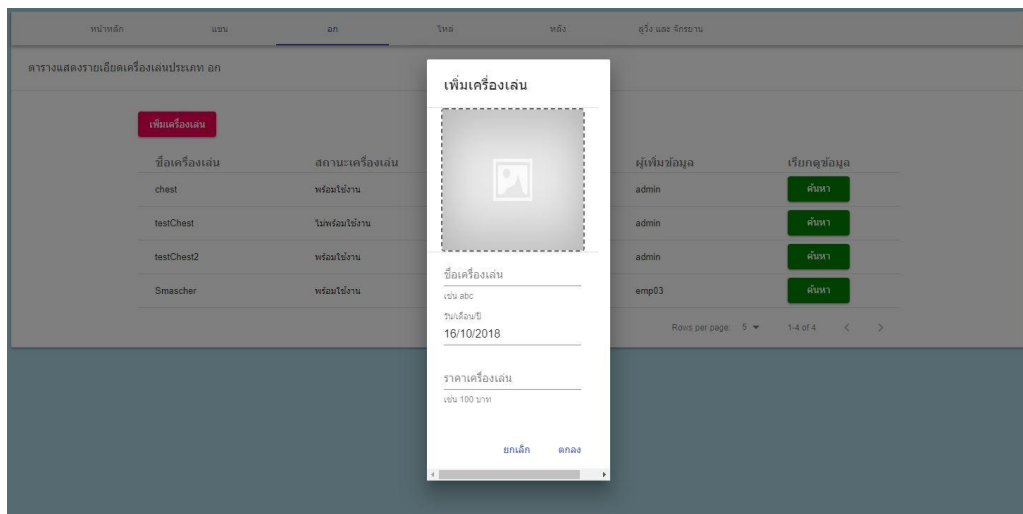 หน้าหลัก แขน อก ไหล่ หลัง ลู่วิ่ง และ จักรยาน
ตารางแสดงรายเอียดเครื่องเล่นประเภท อก
เพิ่มเครื่องเล่น
ชื่อเครื่องเล่น สถานะเครื่องเล่น ผู้เพิ่มข้อมูล เรียกดูข้อมูล
chest พร้อมใช้งาน admin ค้นหา
testChest ไม่พร้อมใช้งาน admin ค้นหา
testChest2 พร้อมใช้งาน admin ค้นหา
Smascher พร้อมใช้งาน emp03 ค้นหา
Rows per page: 5 1-4 of 4
เพิ่มเครื่องเล่น
ชื่อเครื่องเล่น
เช่น abc
วัน/เดือน/ปี
16/10/2018
ราคาเครื่องเล่น
เช่น 100 บาท
ยกเล็ก ตกลง